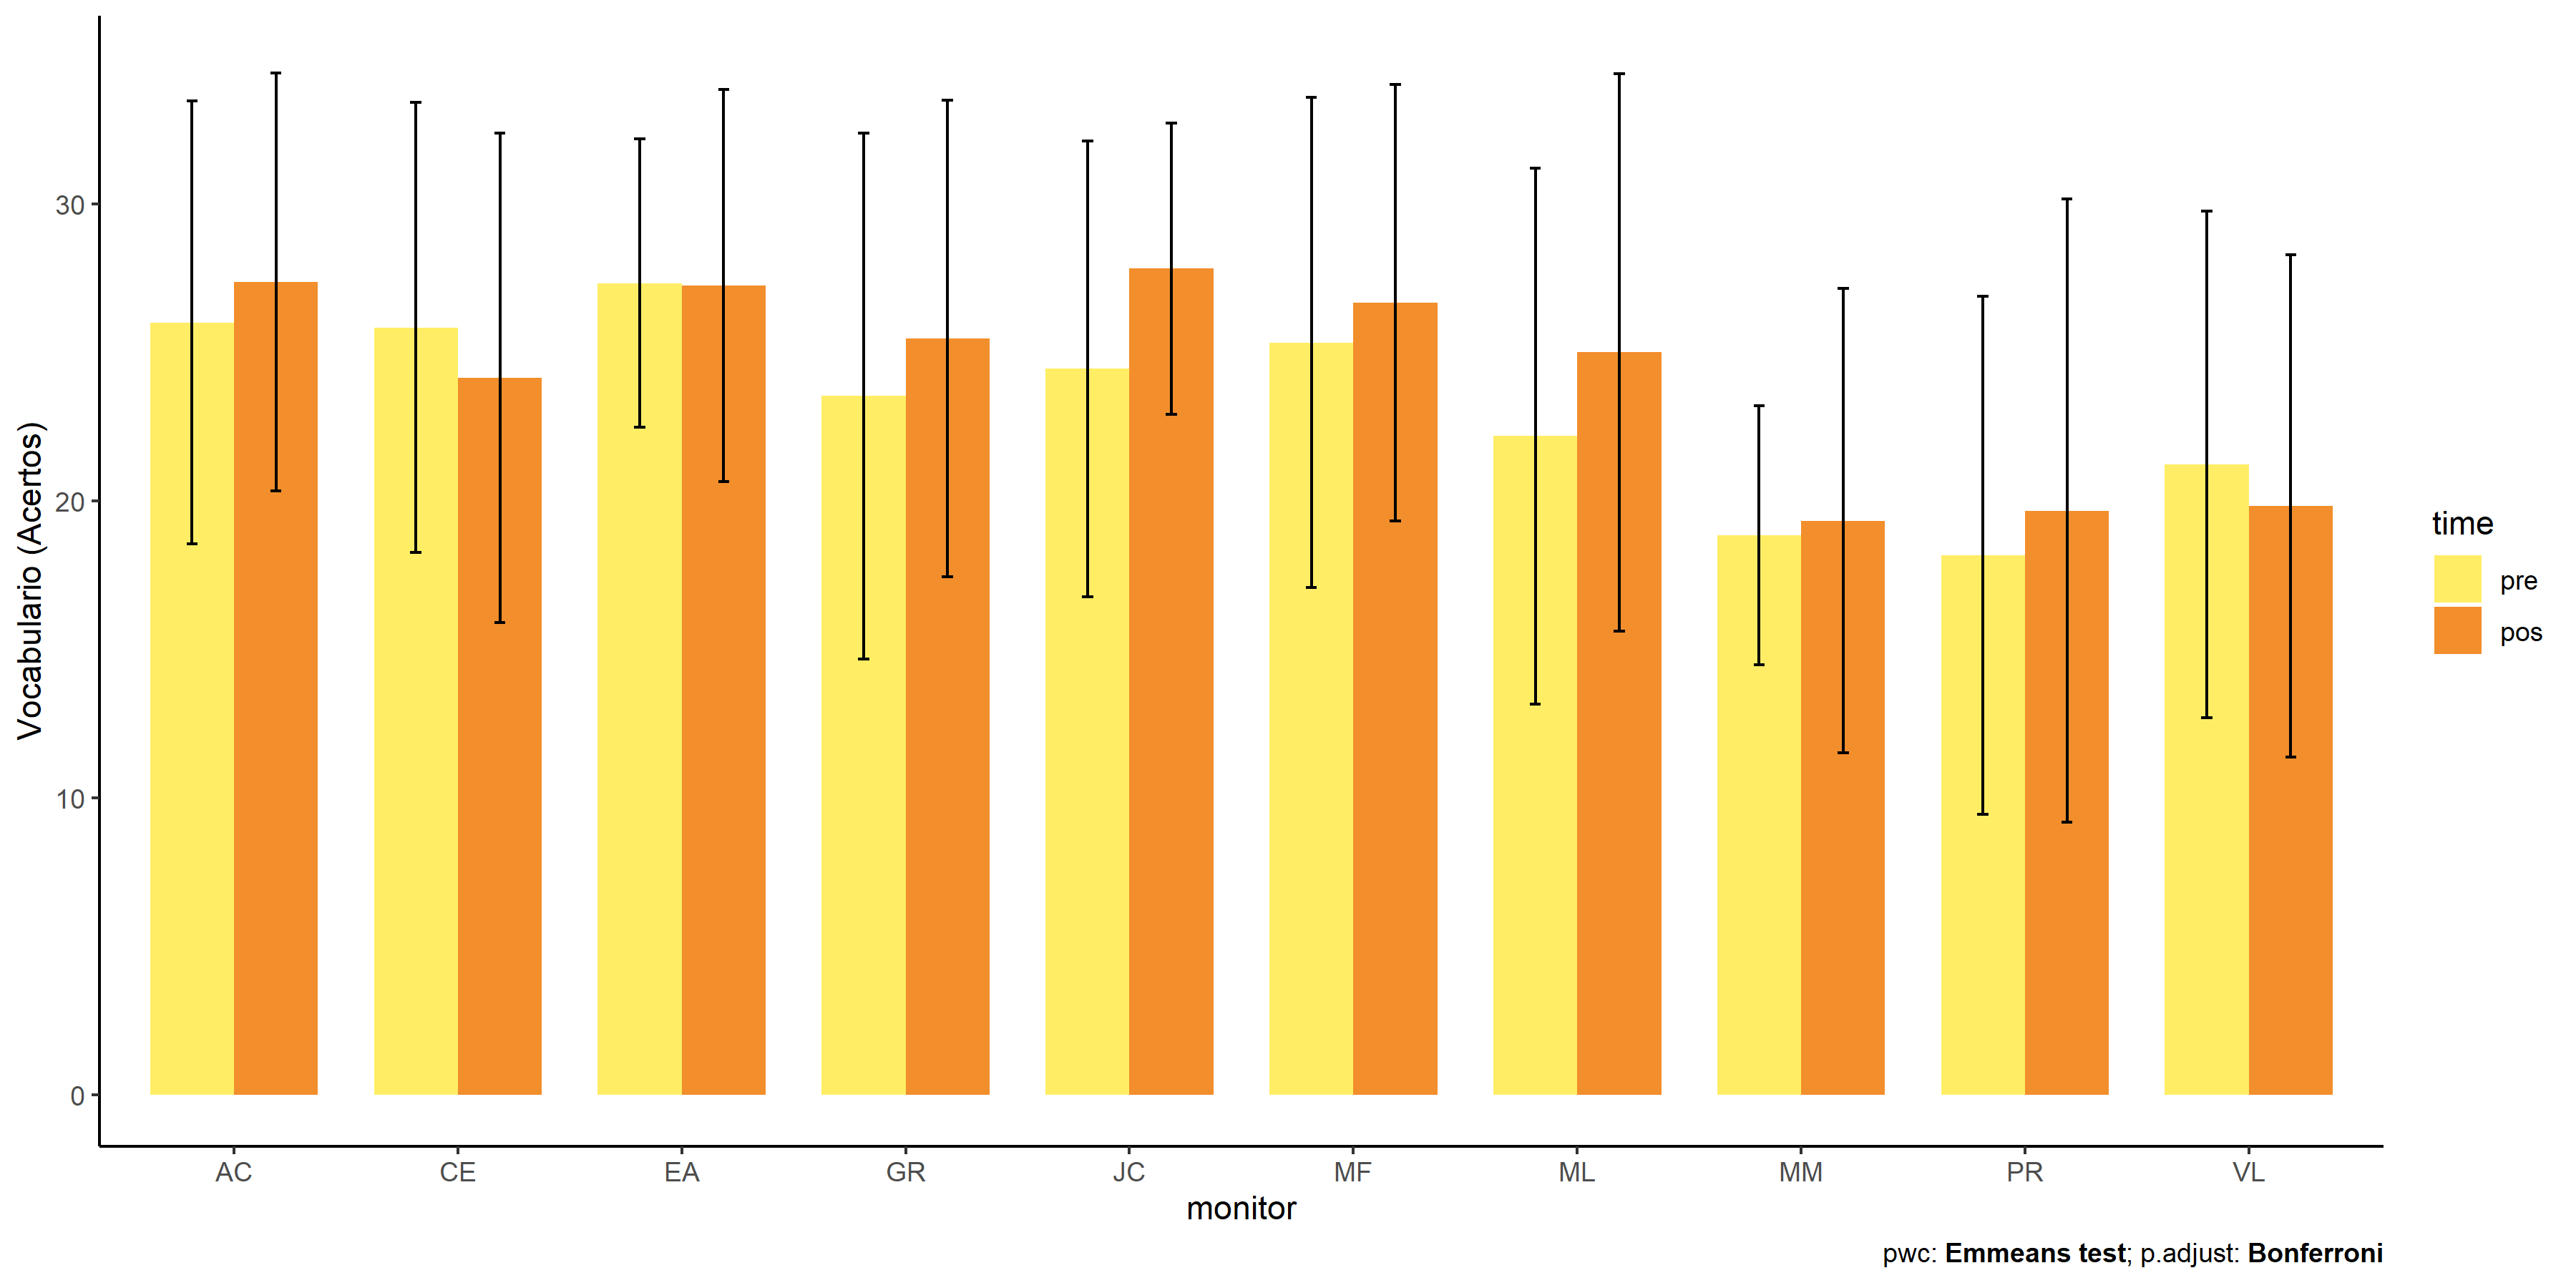 Vocabulario (Acertos)
30
20
10
0
AC CE EA GR JC MF ML MM PR VL
monitor
time
pre
pos
pwc: Emmeans test; p.adjust: Bonferroni